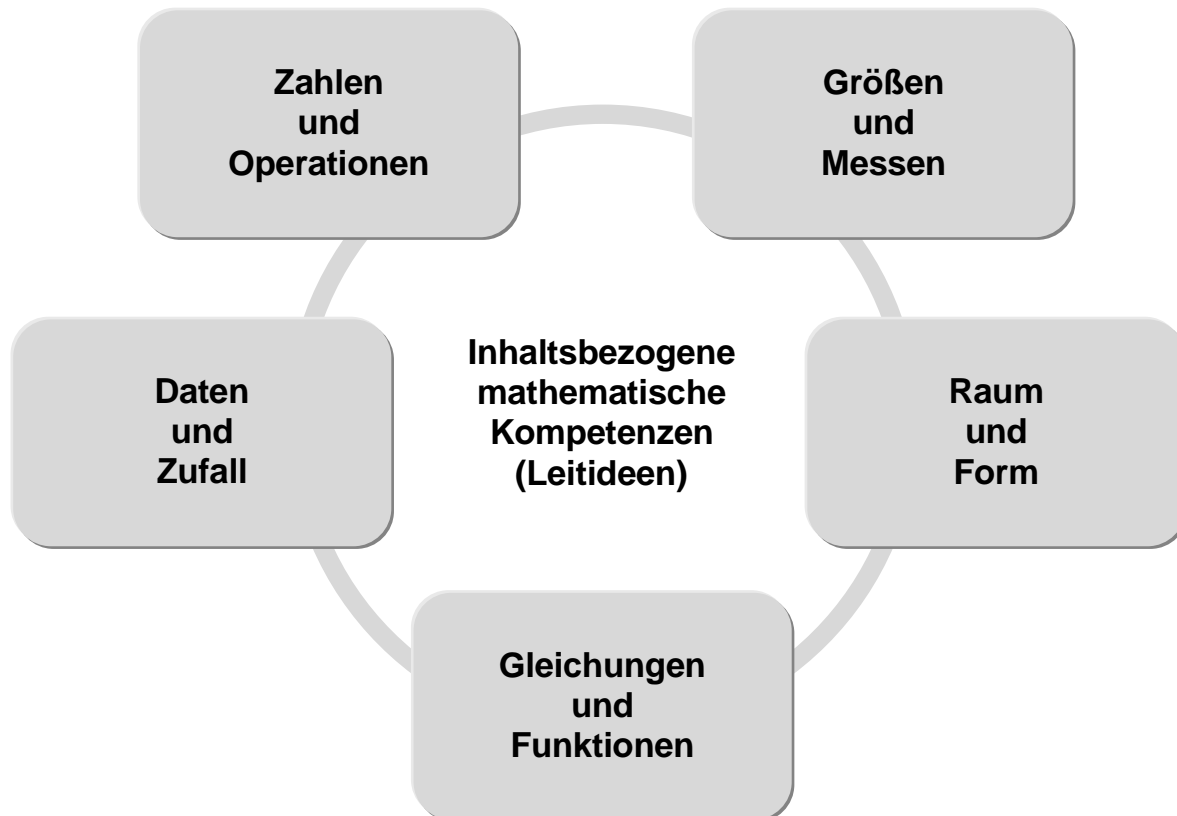 Zahlen
und
Operationen
Größen
und
Messen
Daten
und
Zufall
Inhaltsbezogene
mathematische
Kompetenzen
(Leitideen)
Raum
und
Form
Gleichungen
und
Funktionen